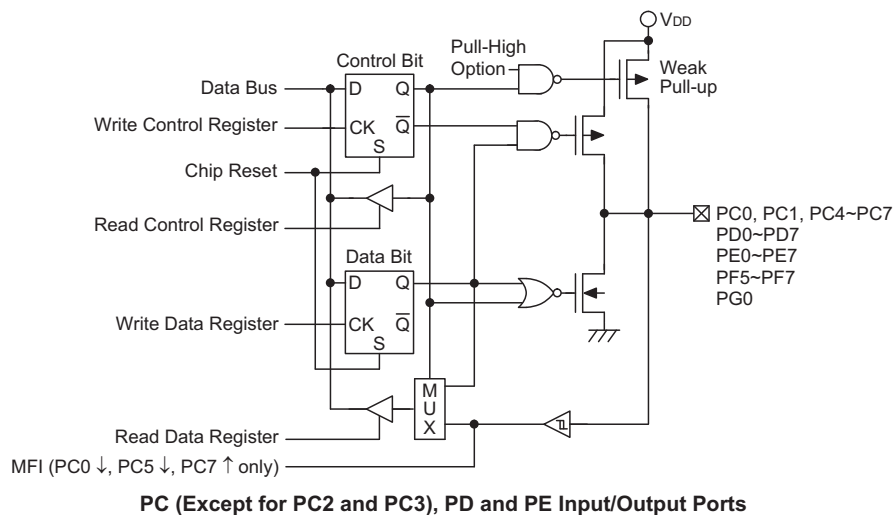 VDD
Control Bit
Pull-High
Option
Weak
Pull-up
Data Bus
D
Q
Write Control Register
CK
Q
S
Chip Reset
Read Control Register
Data Bit
D
Q
Write Data Register
CK
Q
S
M
U
X
Read Data Register
MFI (PC0 ↓, PC5 ↓, PC7 ↑ only)
PC0, PC1, PC4~PC7
PD0~PD7
PE0~PE7
PF5~PF7
PG0
PC (Except for PC2 and PC3), PD and PE Input/Output Ports